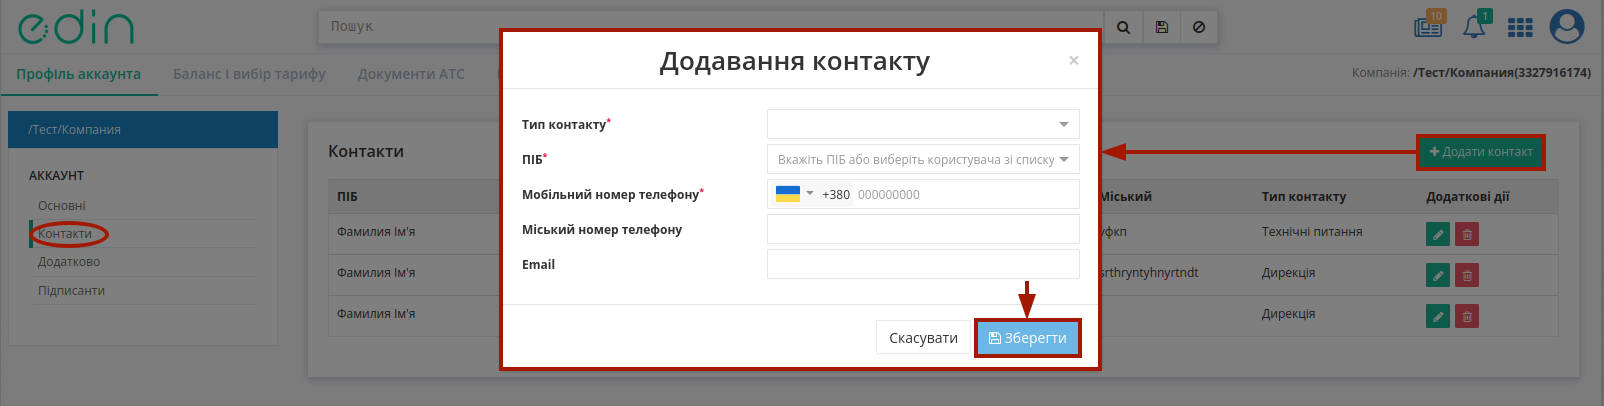 edin
Пошук
10
1
Профіль аккаунта
Баланс і вибір тарифу
Документи АТС
Компанія: /Тест/Компания(3327916174)
/Тест/Компания
АККАУНТ
Основні
Контакти
Додатково
Підписанти
Контакти
+ Додати контакт
ПІБ
Міський
Тип контакту
Додаткові дії
Фамилия Ім'я
уфкп
Технічні питання
Фамилия Ім'я
srthryntyhnyrtndt
Дирекція
Фамилия Ім'я
Дирекція
Додавання контакту
×
Тип контакту*
ПІБ*
Вкажіть ПІБ або виберіть користувача зі списку
Мобільний номер телефону*
+380
000000000
Міський номер телефону
Email
Скасувати
Зберегти